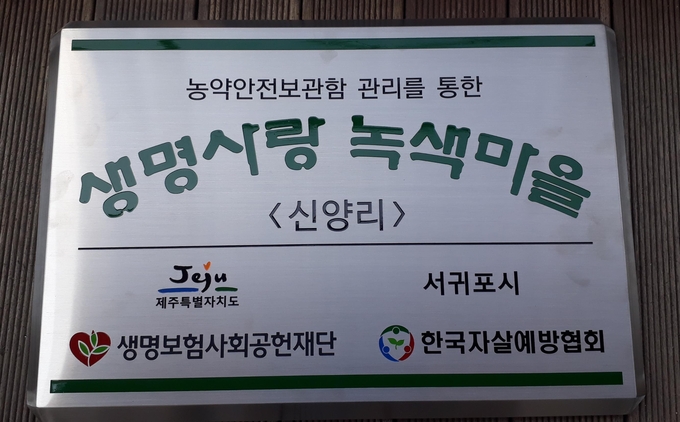 농약안전보관함 관리를 통한
생명사랑 녹색마을
<신양리>
Jeju
제주특별자치도
서귀포시
생명보험사회공헌재단
한국자살예방협회